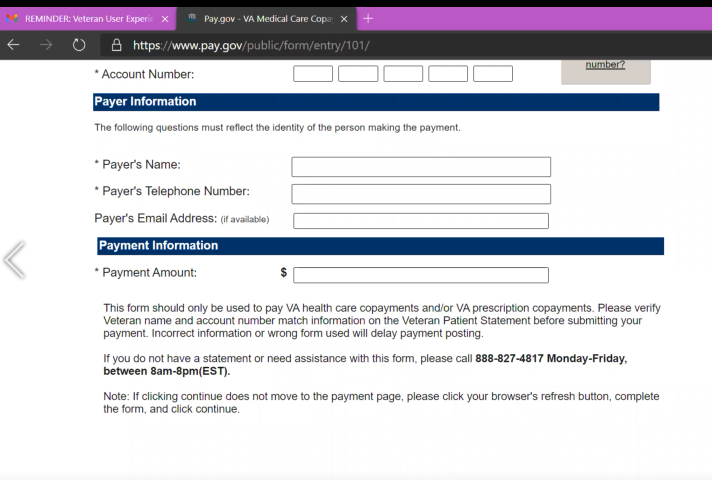 REMINDER: Veteran User Experie
Pay.gov - VA Medical Care Copay
https://www.pay.gov/public/form/entry/101/
* Account Number:
number?
Payer Information
The following questions must reflect the identity of the person making the payment.
* Payer's Name:
* Payer's Telephone Number:
Payer's Email Address: (if available)
Payment Information
* Payment Amount: $
This form should only be used to pay VA health care copayments and/or VA prescription copayments. Please verify
Veteran name and account number match information on the Veteran Patient Statement before submitting your
payment. Incorrect information or wrong form used will delay payment posting.
If you do not have a statement or need assistance with this form, please call 888-827-4817 Monday-Friday,
between 8am-8pm(EST).
Note: If clicking continue does not move to the payment page, please click your browser's refresh button, complete
the form, and click continue.